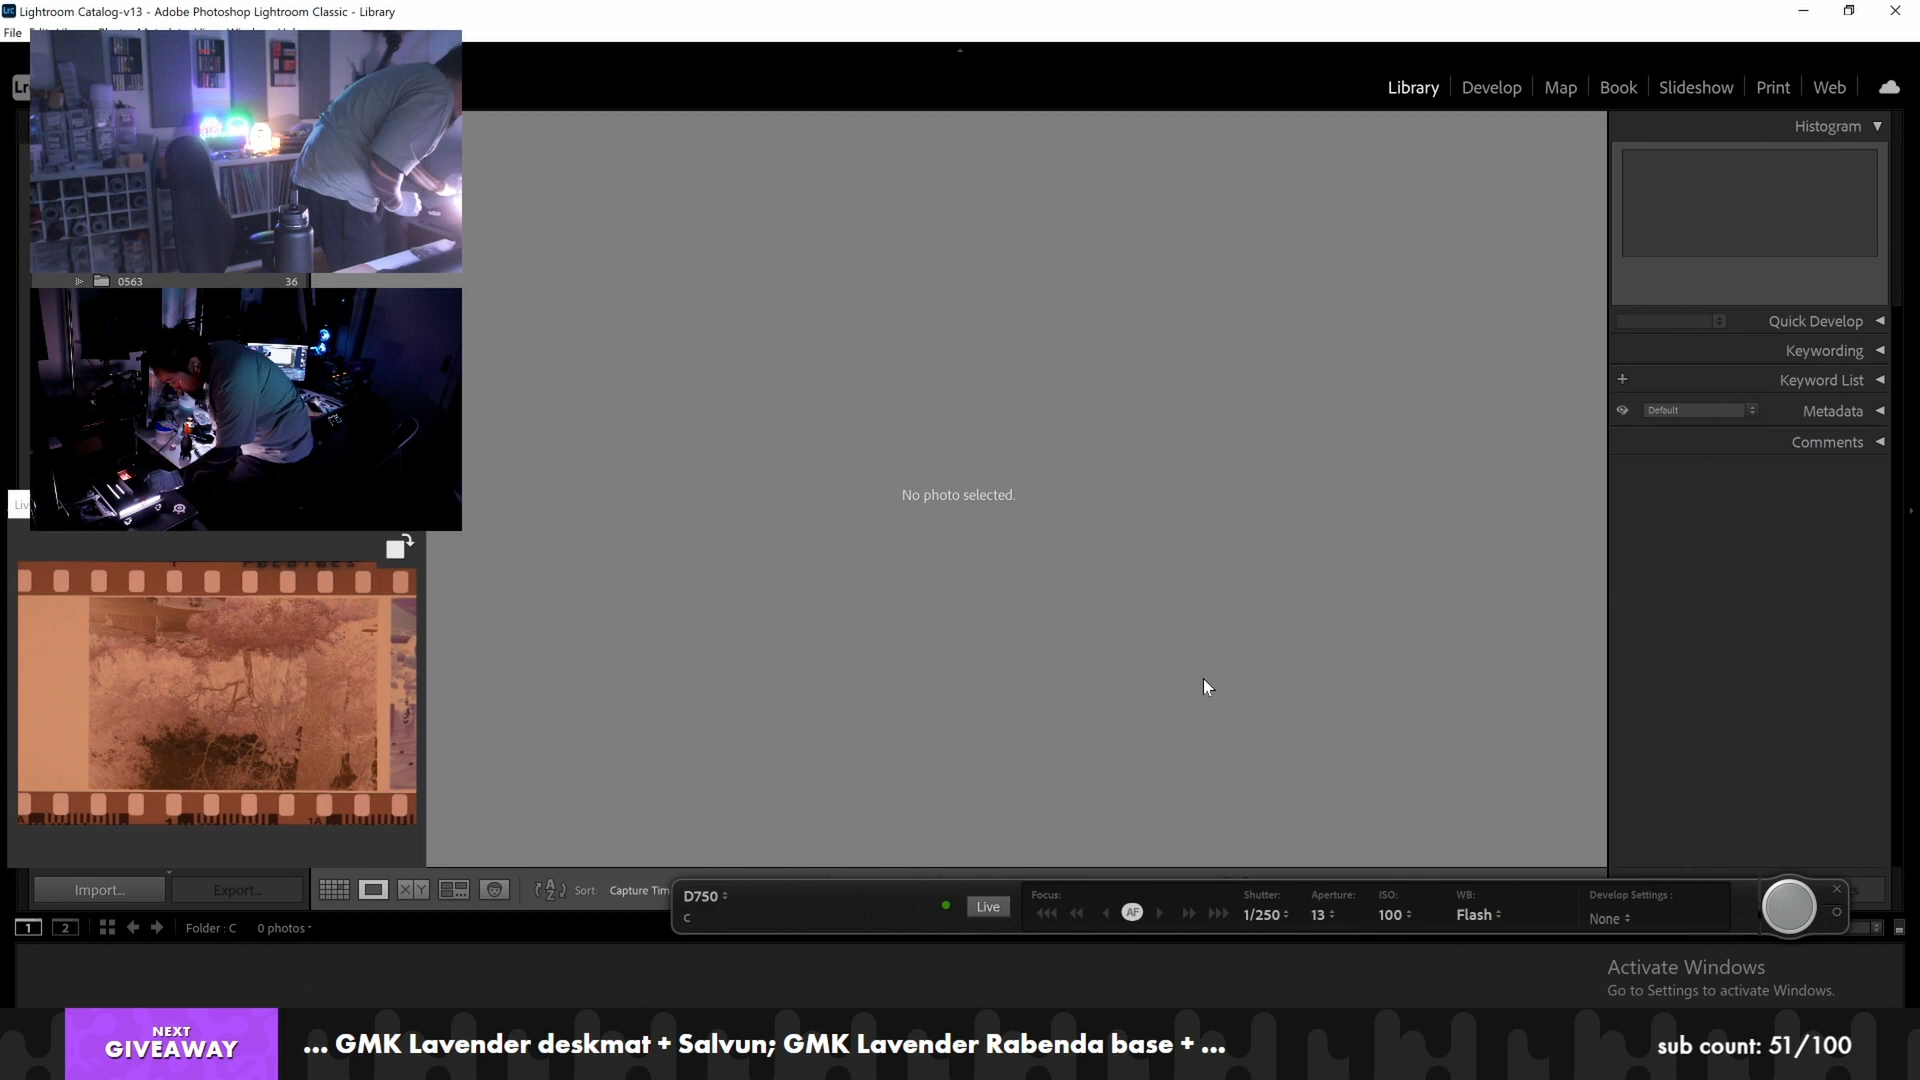 Lightroom Catalog-v13 - Adobe Photoshop Lightroom Classic - Library
File
Library
Develop
Map
Book
Slideshow
Print
Web
Histogram
0563
36
Quick Develop
Keywording
Keyword List
Default
Metadata
Comments
No photo selected.
Import...
Export...
XY
Sort:
Capture Tim
D750
C
Live
Focus:
AF
Shutter:
1/250
Aperture:
13
ISO:
100
WB:
Flash
Develop Settings :
None
1
2
Folder : C
0 photos
Activate Windows
Go to Settings to activate Windows.
NEXT
GIVEAWAY
... GMK Lavender deskmat + Salvun; GMK Lavender Rabenda base + ...
sub count: 51/100